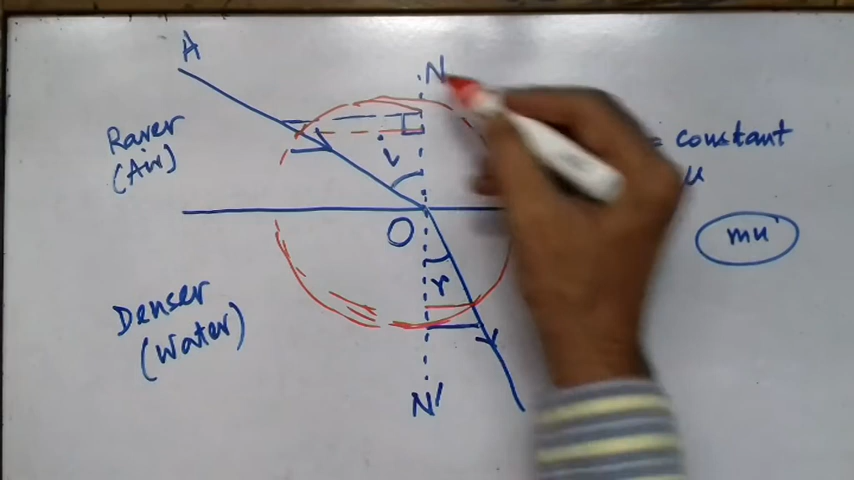 A
N
Rarer
(Air)
i
= constant
μ
O
mu
r
Denser
(Water)
N'